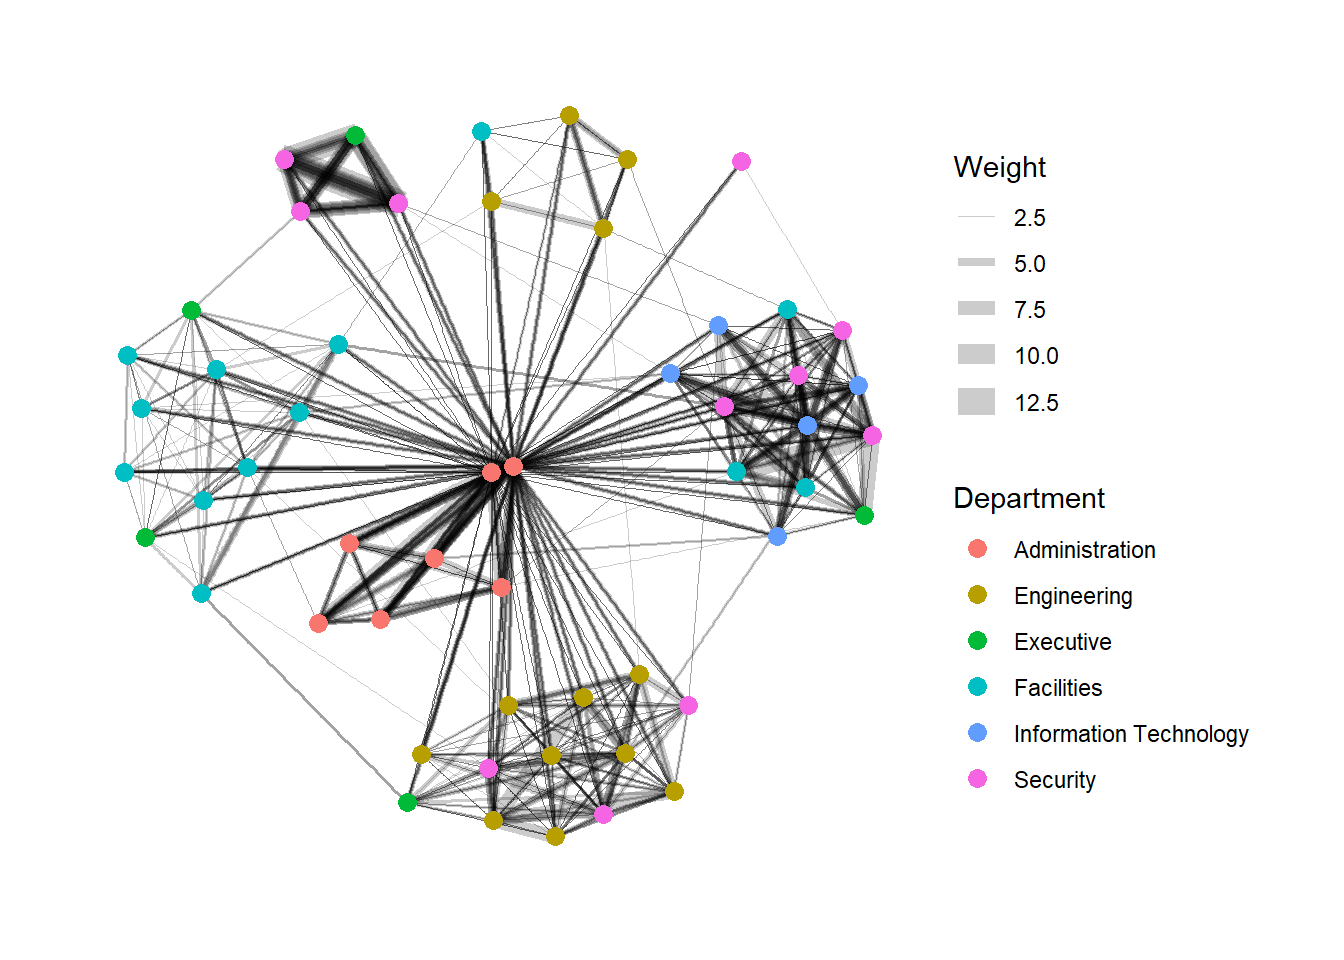 Weight
2.5
5.0
7.5
10.0
12.5
Department
Administration
Engineering
Executive
Facilities
Information Technology
Security